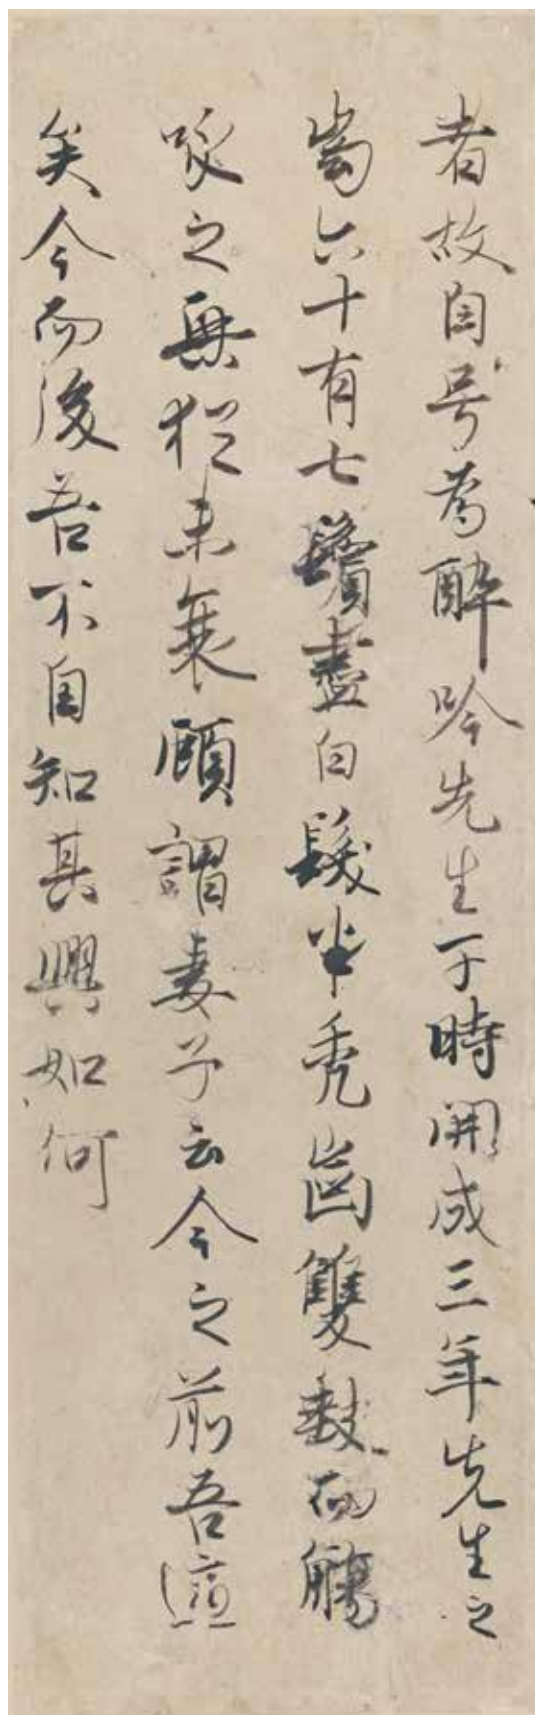 者故自号為醉吟先生于時開成三年先生之
齒六十有七鬢盡白髮半禿齒雙缺而觴
咏之興猶未衰顧謂妻子云今之前吾適
矣今而後吾不自知其興如何